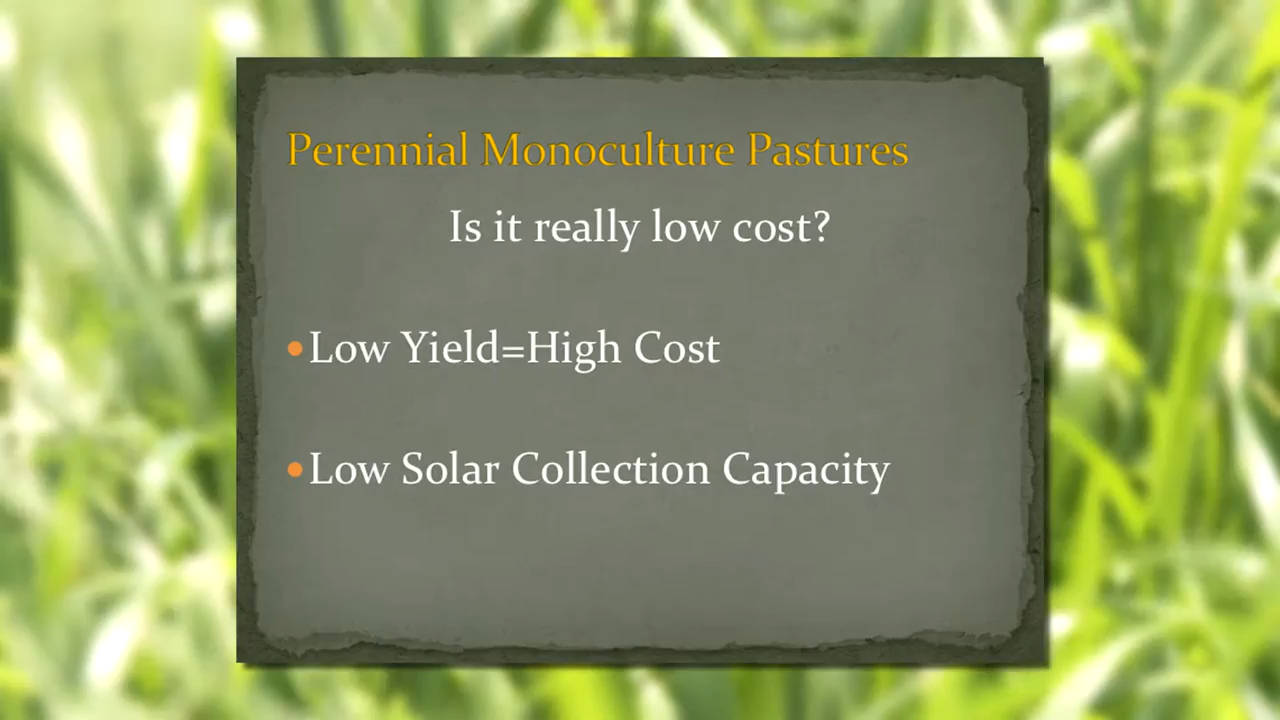 Perennial Monoculture Pastures
Is it really low cost?
•Low Yield=High Cost
•Low Solar Collection Capacity